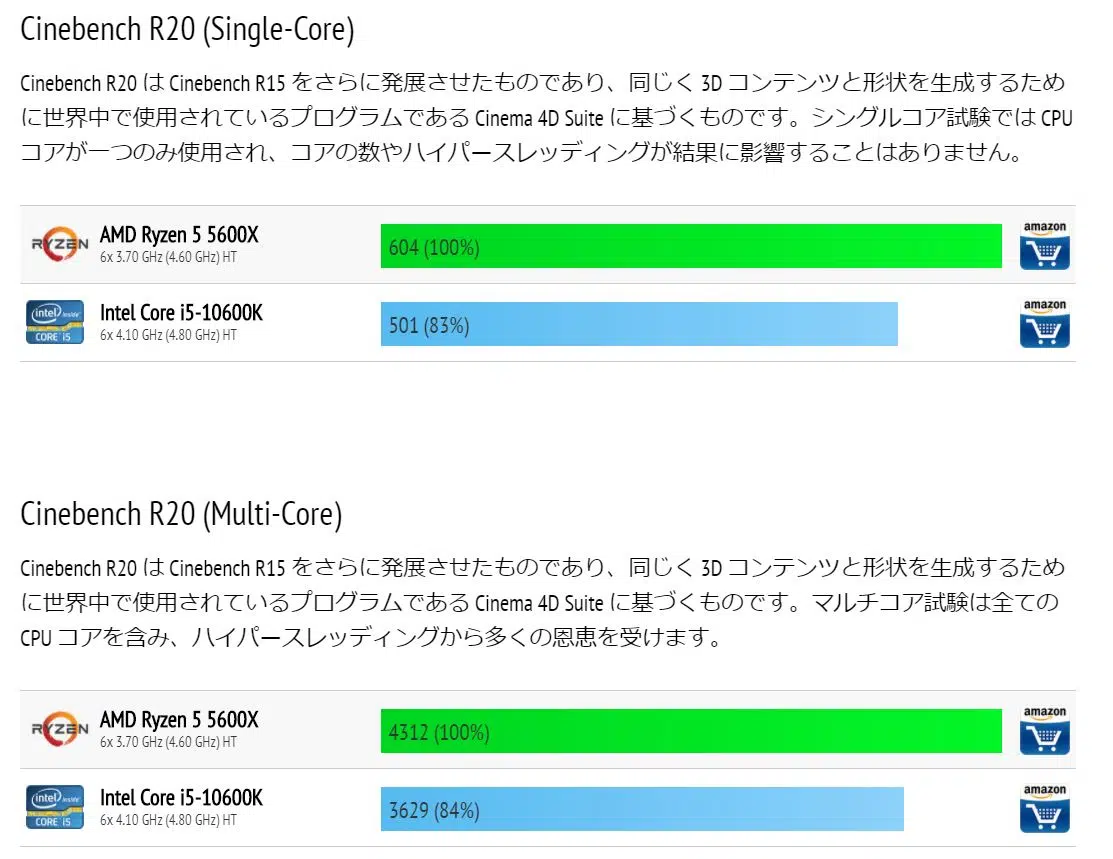 Cinebench R20 (Single-Core)
Cinebench R20 は Cinebench R15 をさらに発展させたものであり、同じく 3D コンテンツと形状を生成するため
に世界中で使用されているプログラムである Cinema 4D Suite に基づくものです。シングルコア試験では CPU
コアが一つのみ使用され、コアの数やハイパースレッディングが結果に影響することはありません。
RYZEN AMD Ryzen 5 5600X 604 (100%) amazon
6x 3.70 GHz (4.60 GHz) HT
intel inside CORE i5 Intel Core i5-10600K 501 (83%) amazon
6x 4.10 GHz (4.80 GHz) HT
Cinebench R20 (Multi-Core)
Cinebench R20 は Cinebench R15 をさらに発展させたものであり、同じく 3D コンテンツと形状を生成するため
に世界中で使用されているプログラムである Cinema 4D Suite に基づくものです。マルチコア試験は全ての
CPU コアを含み、ハイパースレッディングから多くの恩恵を受けます。
RYZEN AMD Ryzen 5 5600X 4312 (100%) amazon
6x 3.70 GHz (4.60 GHz) HT
intel inside CORE i5 Intel Core i5-10600K 3629 (84%) amazon
6x 4.10 GHz (4.80 GHz) HT